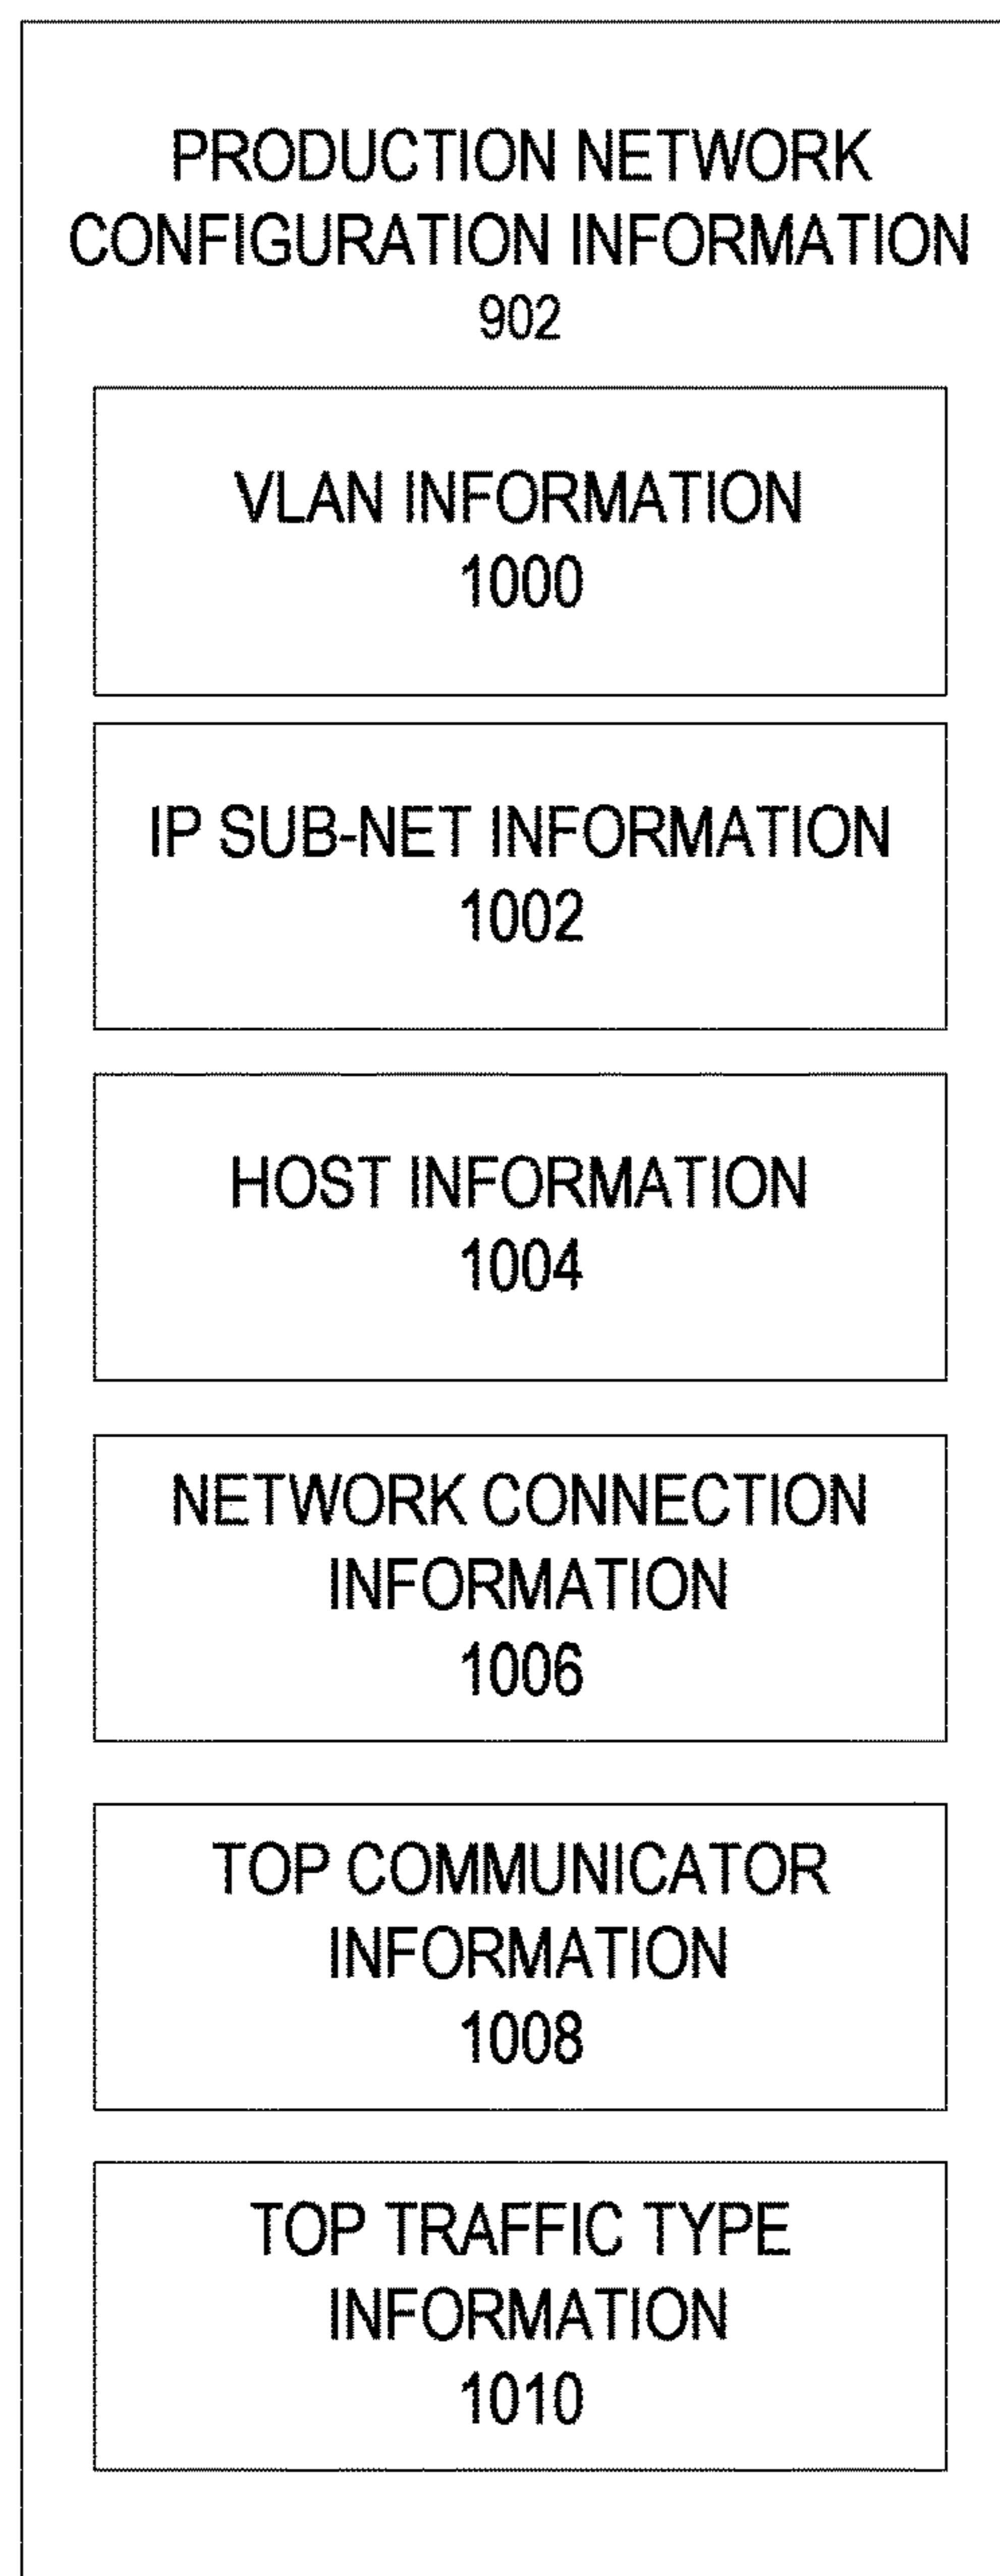 PRODUCTION NETWORK
CONFIGURATION INFORMATION
902
VLAN INFORMATION
1000
IP SUB-NET INFORMATION
1002
HOST INFORMATION
1004
NETWORK CONNECTION
INFORMATION
1006
TOP COMMUNICATOR
INFORMATION
1008
TOP TRAFFIC TYPE
INFORMATION
1010